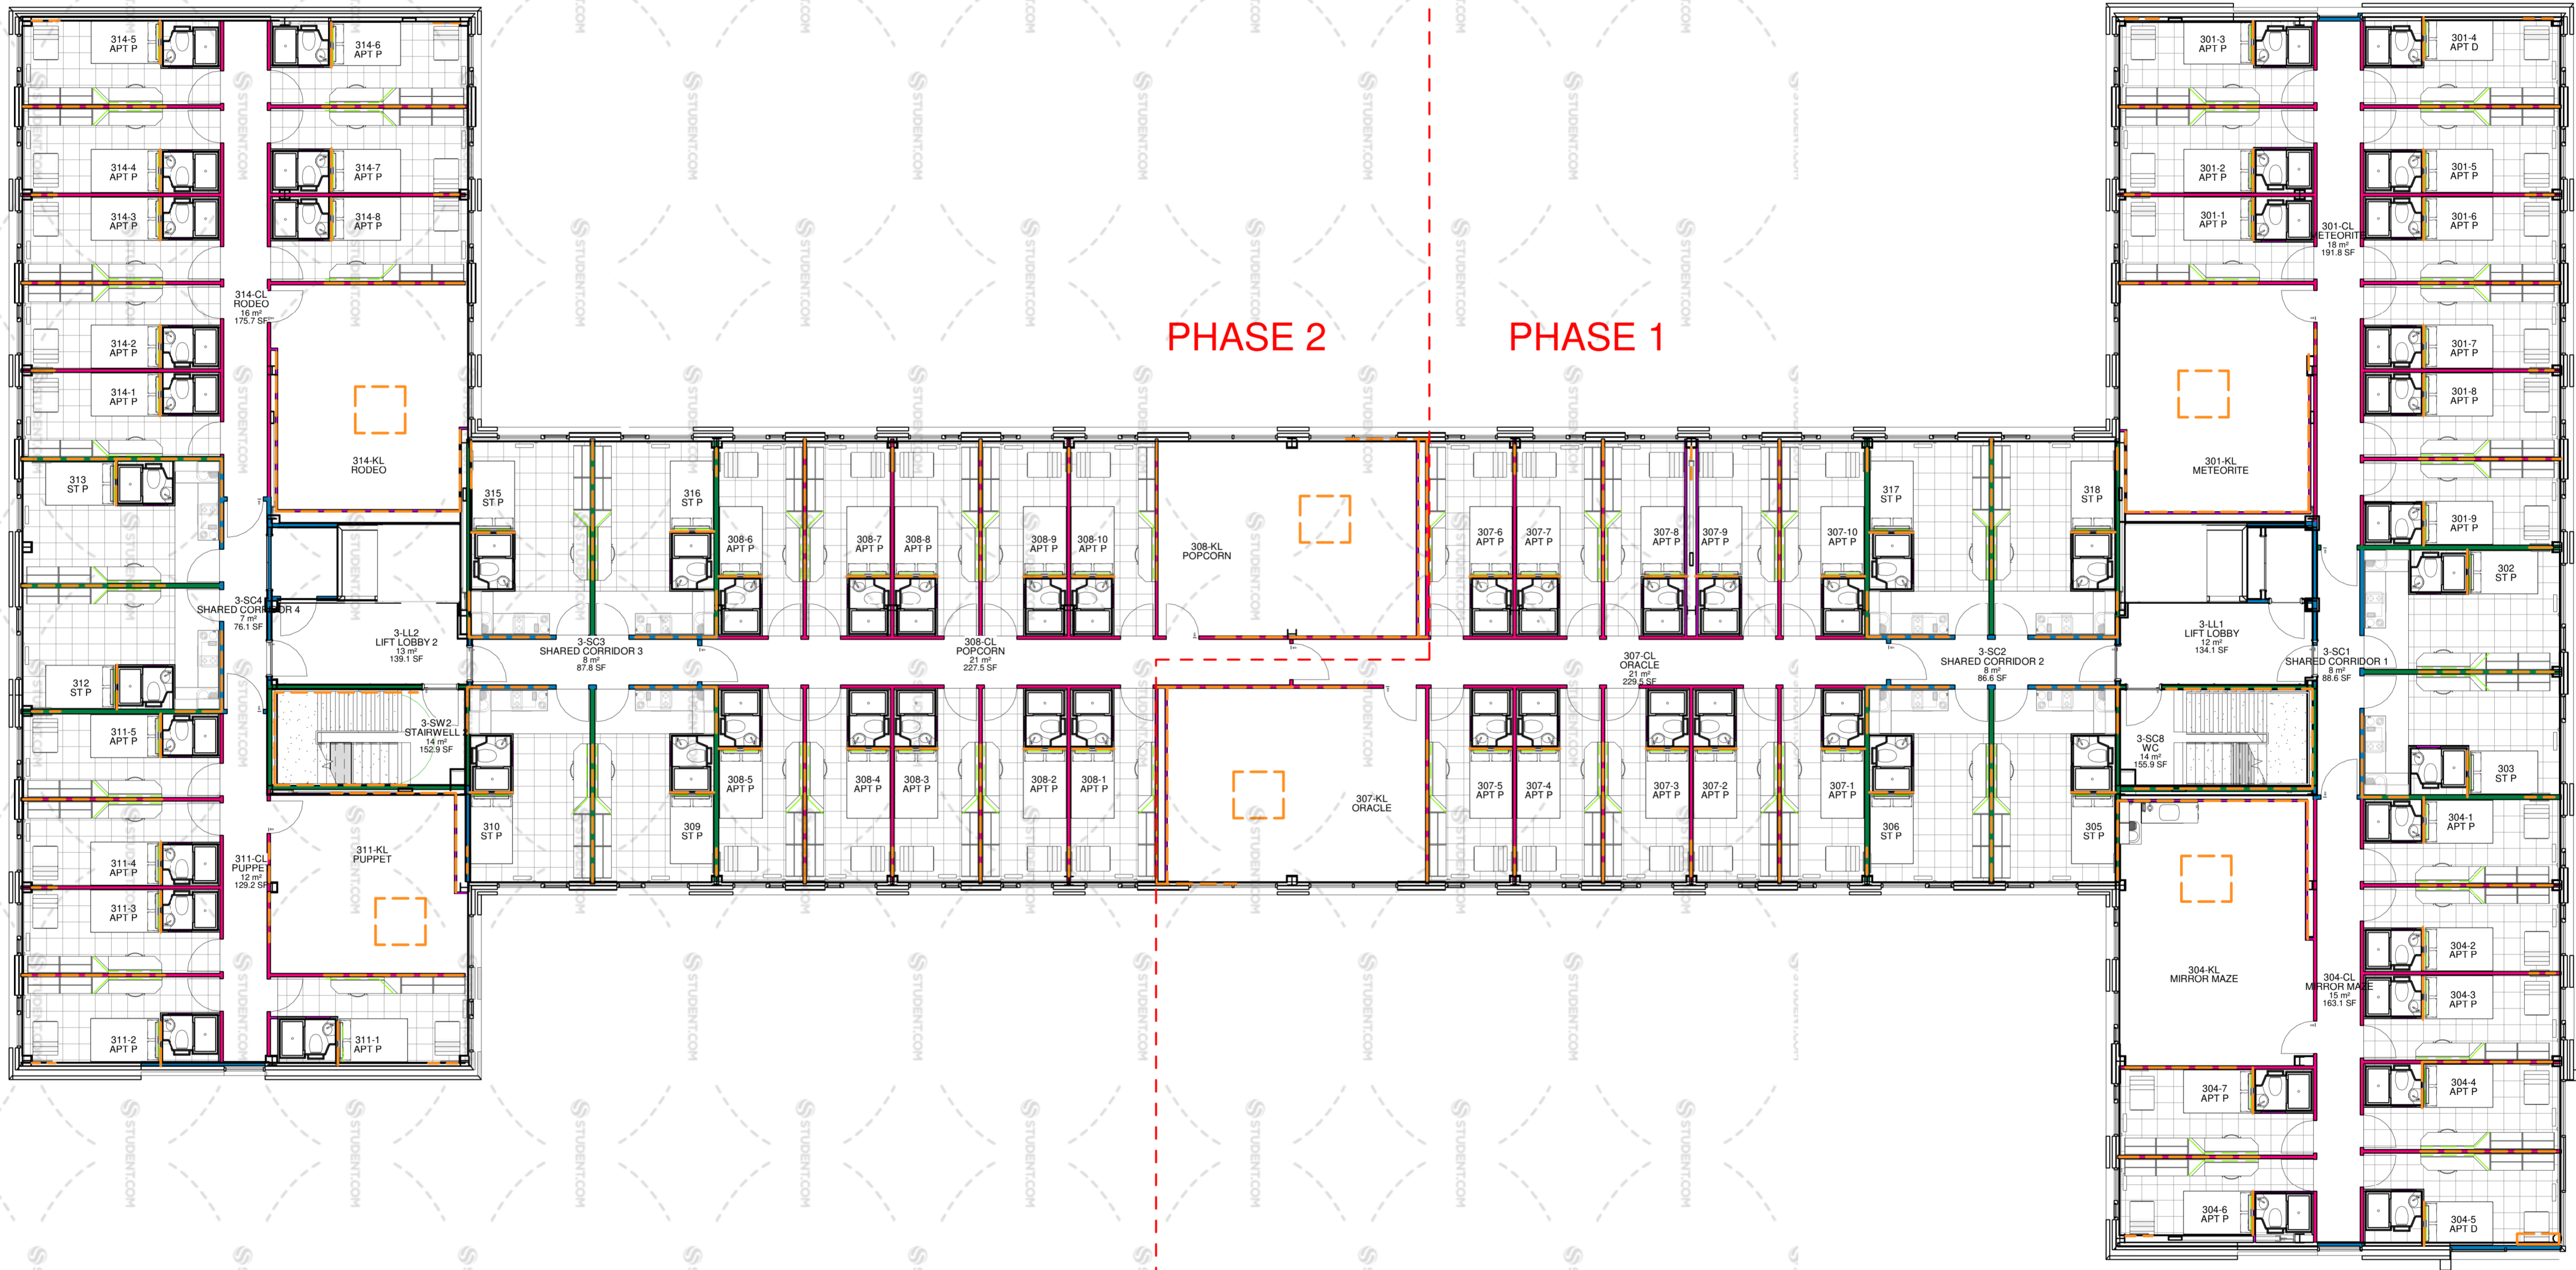 314-5
APT P
314-6
APT P
301-3
APT P
301-4
APT D
314-4
APT P
314-7
APT P
301-2
APT P
301-5
APT P
314-3
APT P
314-8
APT P
301-1
APT P
301-6
APT P
301-CL
METEORITE
18 m²
191.8 SF
314-CL
RODEO
16 m²
175.7 SF
PHASE 2
PHASE 1
314-2
APT P
301-7
APT P
314-1
APT P
301-8
APT P
314-KL
RODEO
301-KL
METEORITE
313
ST P
315
ST P
316
ST P
317
ST P
318
ST P
301-9
APT P
308-6
APT P
308-7
APT P
308-8
APT P
308-9
APT P
308-10
APT P
308-KL
POPCORN
307-6
APT P
307-7
APT P
307-8
APT P
307-9
APT P
307-10
APT P
302
ST P
3-SC4
SHARED CORRIDOR 4
7 m²
76.1 SF
3-LL2
LIFT LOBBY 2
13 m²
139.1 SF
3-SC3
SHARED CORRIDOR 3
8 m²
87.8 SF
308-CL
POPCORN
21 m²
227.5 SF
307-CL
ORACLE
21 m²
229.5 SF
3-SC2
SHARED CORRIDOR 2
8 m²
86.6 SF
3-LL1
LIFT LOBBY
12 m²
134.1 SF
3-SC1
SHARED CORRIDOR 1
8 m²
88.6 SF
312
ST P
311-5
APT P
3-SW2
STAIRWELL
14 m²
152.9 SF
3-SC8
WC
14 m²
155.9 SF
303
ST P
308-5
APT P
308-4
APT P
308-3
APT P
308-2
APT P
308-1
APT P
307-KL
ORACLE
307-5
APT P
307-4
APT P
307-3
APT P
307-2
APT P
307-1
APT P
310
ST P
309
ST P
306
ST P
305
ST P
304-1
APT P
311-4
APT P
311-CL
PUPPET
12 m²
129.2 SF
311-KL
PUPPET
311-3
APT P
304-2
APT P
304-KL
MIRROR MAZE
304-CL
MIRROR MAZE
15 m²
163.1 SF
304-3
APT P
311-2
APT P
311-1
APT P
304-7
APT P
304-4
APT P
304-6
APT P
304-5
APT D
STUDENT.COM